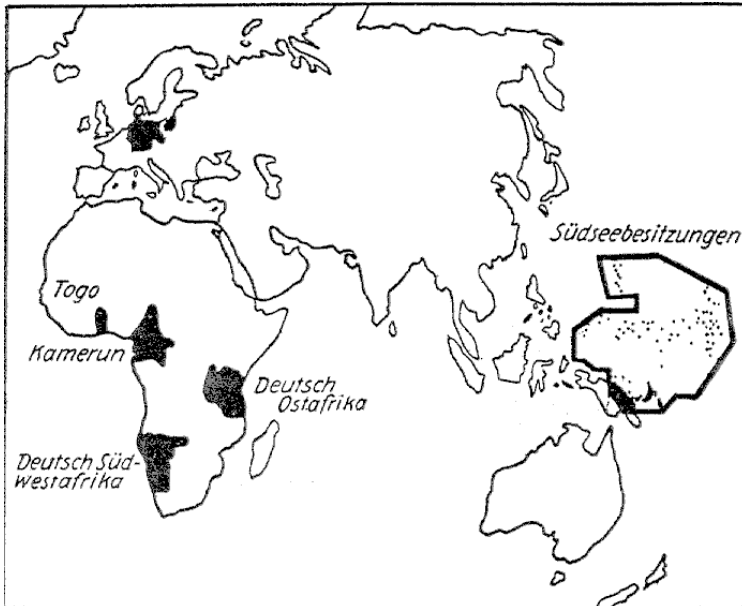 Südseebesitzungen
Togo
Kamerun
Deutsch
Ostafrika
Deutsch Süd-
westafrika